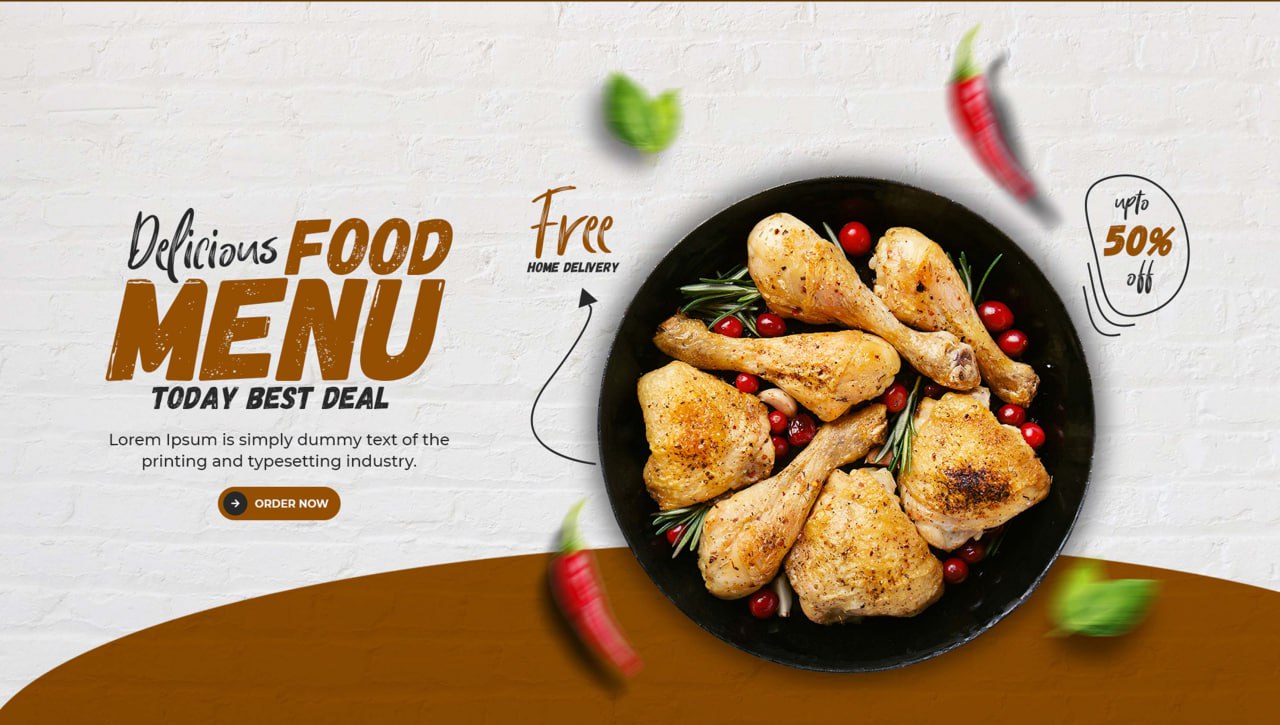 Delicious FOOD
MENU
TODAY BEST DEAL
Lorem Ipsum is simply dummy text of the
printing and typesetting industry.
ORDER NOW
Free
HOME DELIVERY
upto
50%
off